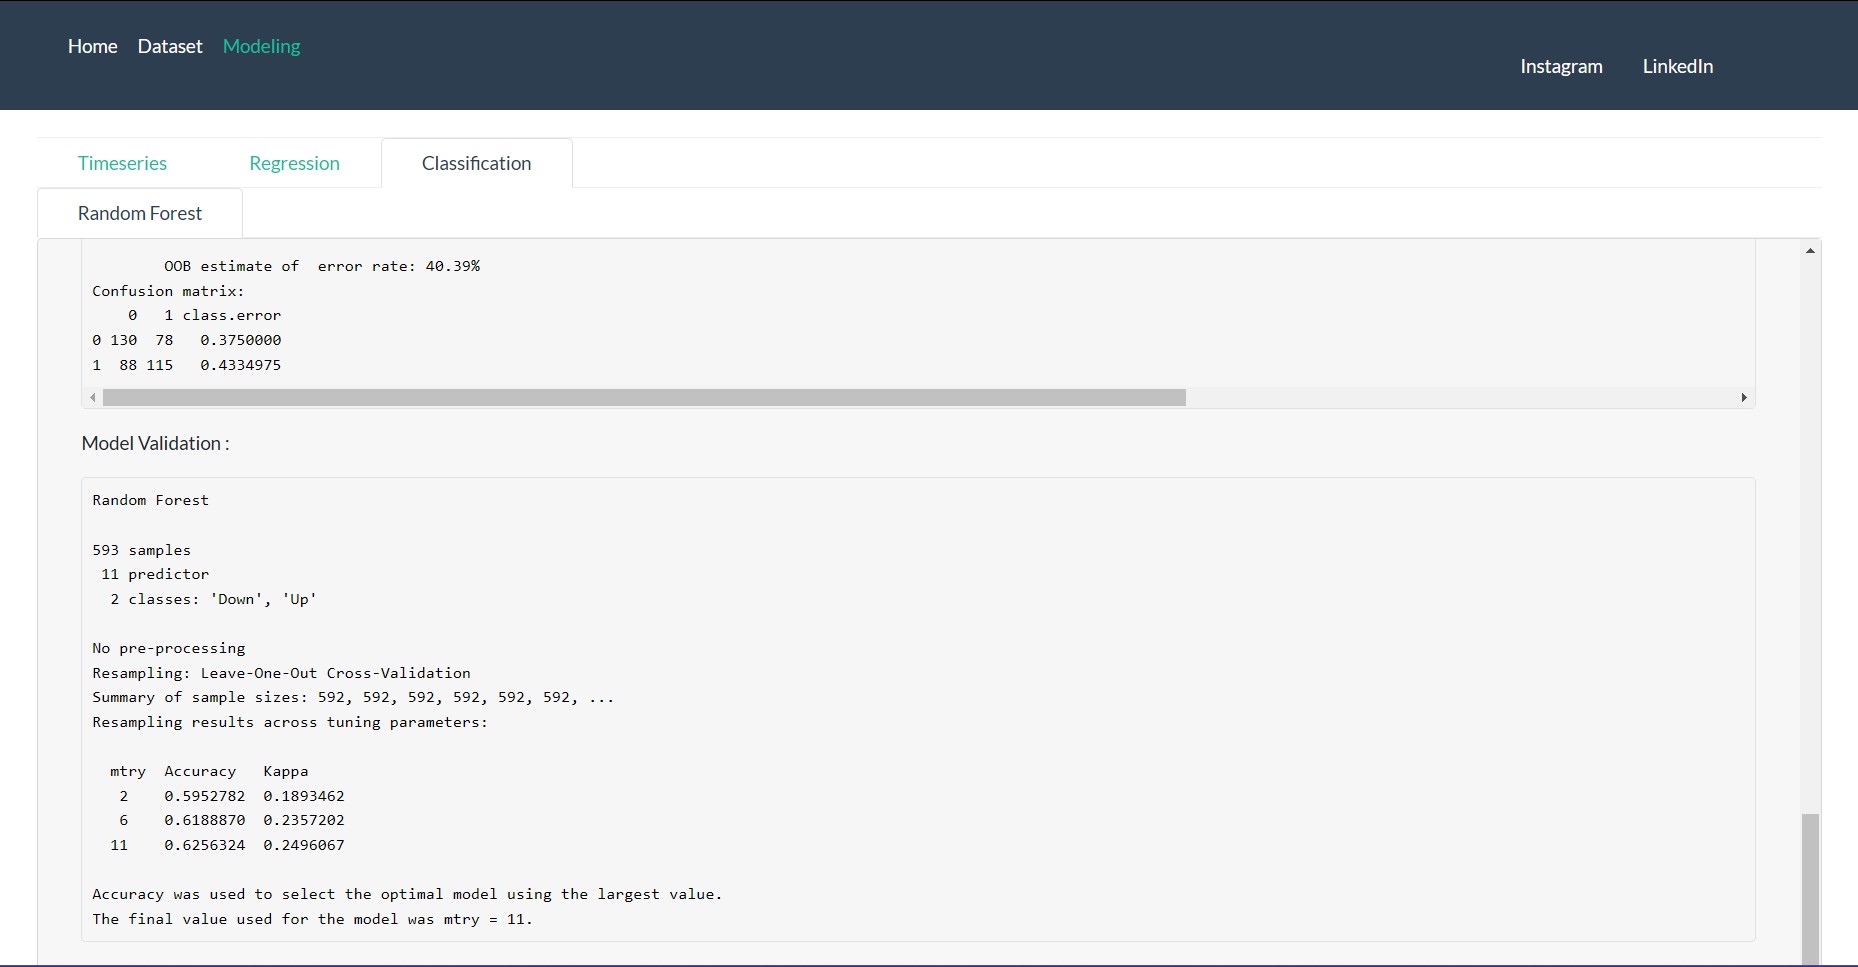 Home Dataset Modeling
Instagram LinkedIn
Timeseries Regression Classification
Random Forest
OOB estimate of  error rate: 40.39%
Confusion matrix:
    0   1 class.error
0 130  78   0.3750000
1  88 115   0.4334975
Model Validation :
Random Forest
593 samples
 11 predictor
  2 classes: 'Down', 'Up'
No pre-processing
Resampling: Leave-One-Out Cross-Validation
Summary of sample sizes: 592, 592, 592, 592, 592, 592, ...
Resampling results across tuning parameters:
  mtry  Accuracy   Kappa
   2    0.5952782  0.1893462
   6    0.6188870  0.2357202
  11    0.6256324  0.2496067
Accuracy was used to select the optimal model using the largest value.
The final value used for the model was mtry = 11.